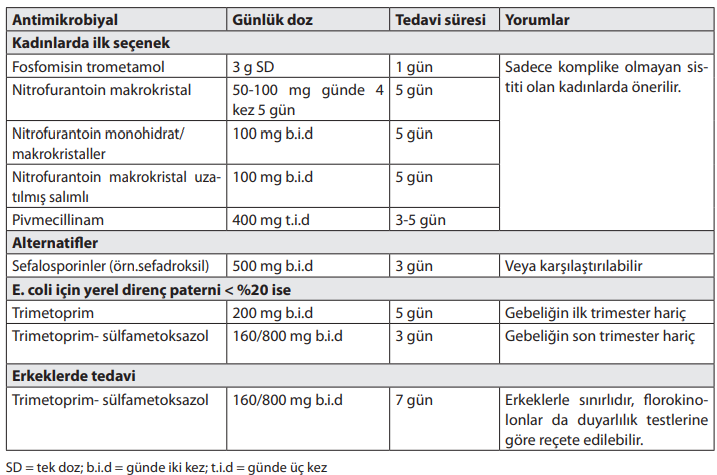 Antimikrobiyal Günlük doz Tedavi süresi Yorumlar
Kadınlarda ilk seçenek
Fosfomisin trometamol 3 g SD 1 gün Sadece komplike olmayan sis-
titi olan kadınlarda önerilir.
Nitrofurantoin makrokristal 50-100 mg günde 4 5 gün
kez 5 gün
Nitrofurantoin monohidrat/ 100 mg b.i.d 5 gün
makrokristaller
Nitrofurantoin makrokristal uza- 100 mg b.i.d 5 gün
tılmış salımlı
Pivmecillinam 400 mg t.i.d 3-5 gün
Alternatifler
Sefalosporinler (örn.sefadroksil) 500 mg b.i.d 3 gün Veya karşılaştırılabilir
E. coli için yerel direnç paterni < %20 ise
Trimetoprim 200 mg b.i.d 5 gün Gebeliğin ilk trimester hariç
Trimetoprim- sülfametoksazol 160/800 mg b.i.d 3 gün Gebeliğin son trimester hariç
Erkeklerde tedavi
Trimetoprim- sülfametoksazol 160/800 mg b.i.d 7 gün Erkeklerle sınırlıdır, florokino-
lonlar da duyarlılık testlerine
göre reçete edilebilir.
SD = tek doz; b.i.d = günde iki kez; t.i.d = günde üç kez